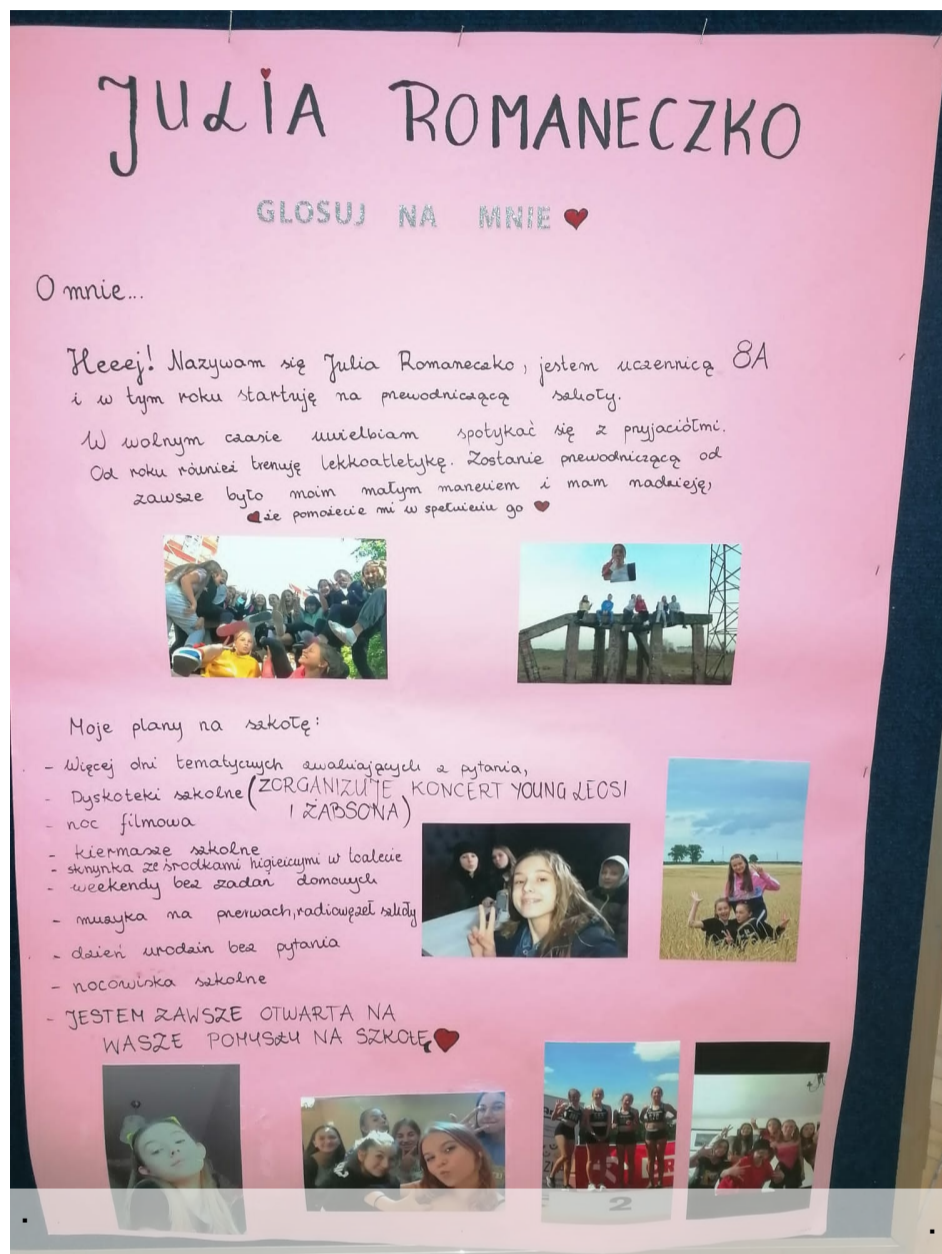 JULIA ROMANECZKO
GLOSUJ NA MNIE
O mnie...
Heeej! Nazywam się Julia Romaneczko, jestem uczennicą 8A
i w tym roku startuję na przewodniczącą szkoły.
W wolnym czasie uwielbiam spotykać się z przyjaciółmi.
Od roku również trenuję lekkoatletykę. Zostanie przewodniczącą od
zawsze było moim małym marzeniem i mam nadzieję,
że pomożecie mi w spełnieniu go
Moje plany na szkołę:
- Więcej dni tematycznych zwalniających z pytania,
- Dyskoteki szkolne (ZORGANIZUJE KONCERT YOUNG LEOSI
I ŻABSONA)
- noc filmowa
- kiermasze szkolne
- skrzynka ze środkami higienicznymi w toalecie
- weekendy bez zadań domowych
- muzyka na przerwach, radiowęzeł szkoły
- dzień urodzin bez pytania
- nocowiska szkolne
- JESTEM ZAWSZE OTWARTA NA
WASZE POMYSŁY NA SZKOŁĘ
2